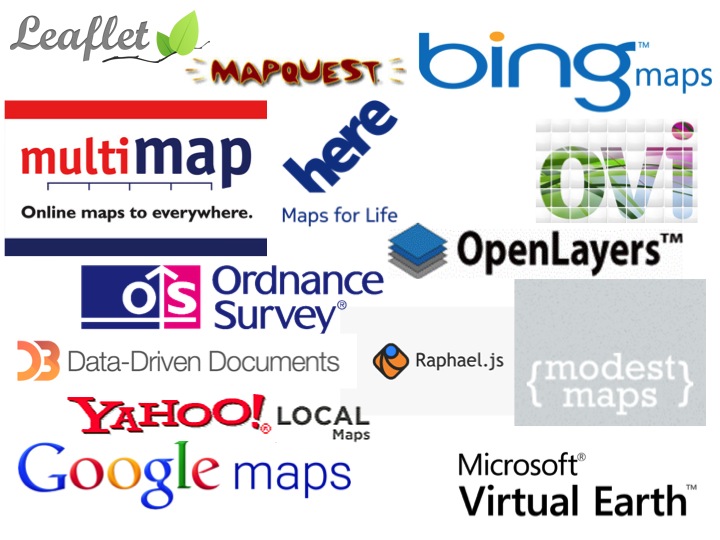 Leaflet
MAPQUEST
bing™
maps
multimap
Online maps to everywhere.
here
Maps for Life
ovi
OpenLayers™
OS Ordnance
Survey®
D3 Data-Driven Documents
Raphael.js
{modest
maps}
YAHOO!® LOCAL
Maps
Google maps
Microsoft®
Virtual Earth™